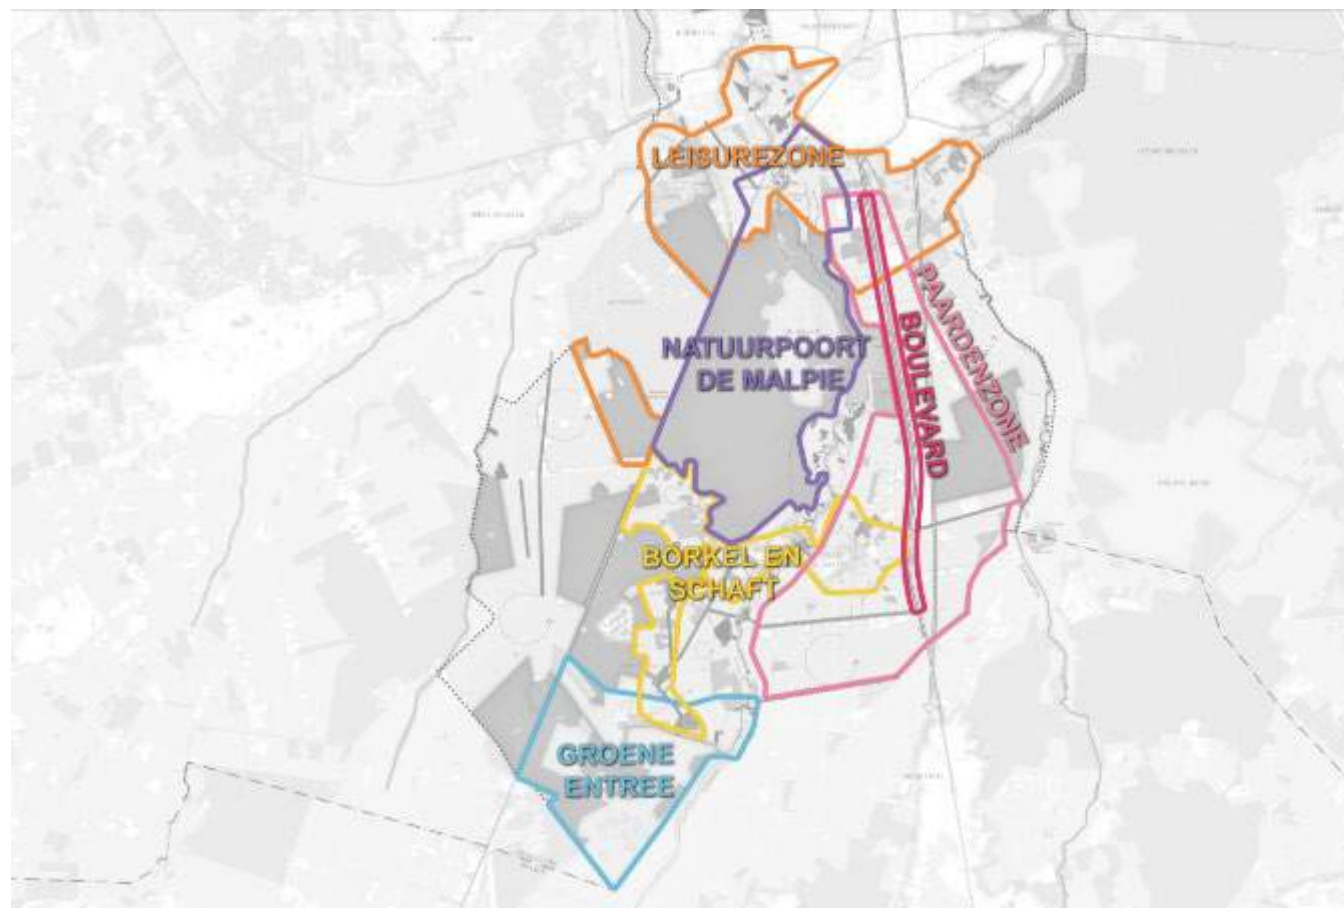 LEISUREZONE
NATUURPOORT
DE MALPIE
PAARDENZONE
BOULEVARD
BORKEL EN
SCHAFT
GROENE
ENTREE